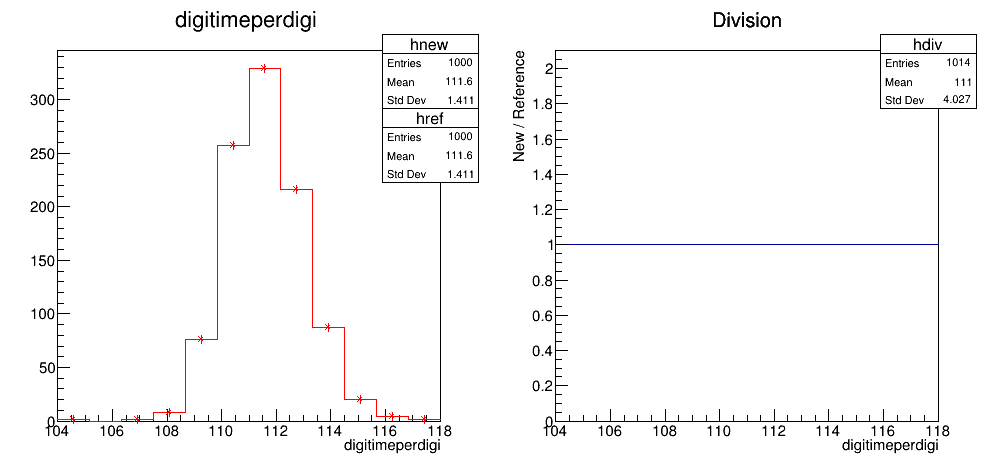 digitimeperdigi
hnew
Entries 1000
Mean 111.6
Std Dev 1.411
href
Entries 1000
Mean 111.6
Std Dev 1.411
300
250
200
150
100
50
0
104 106 108 110 112 114 116 118
digitimeperdigi
Division
hdiv
Entries 1014
Mean 111
Std Dev 4.027
New / Reference
2
1.8
1.6
1.4
1.2
1
0.8
0.6
0.4
0.2
0
104 106 108 110 112 114 116 118
digitimeperdigi